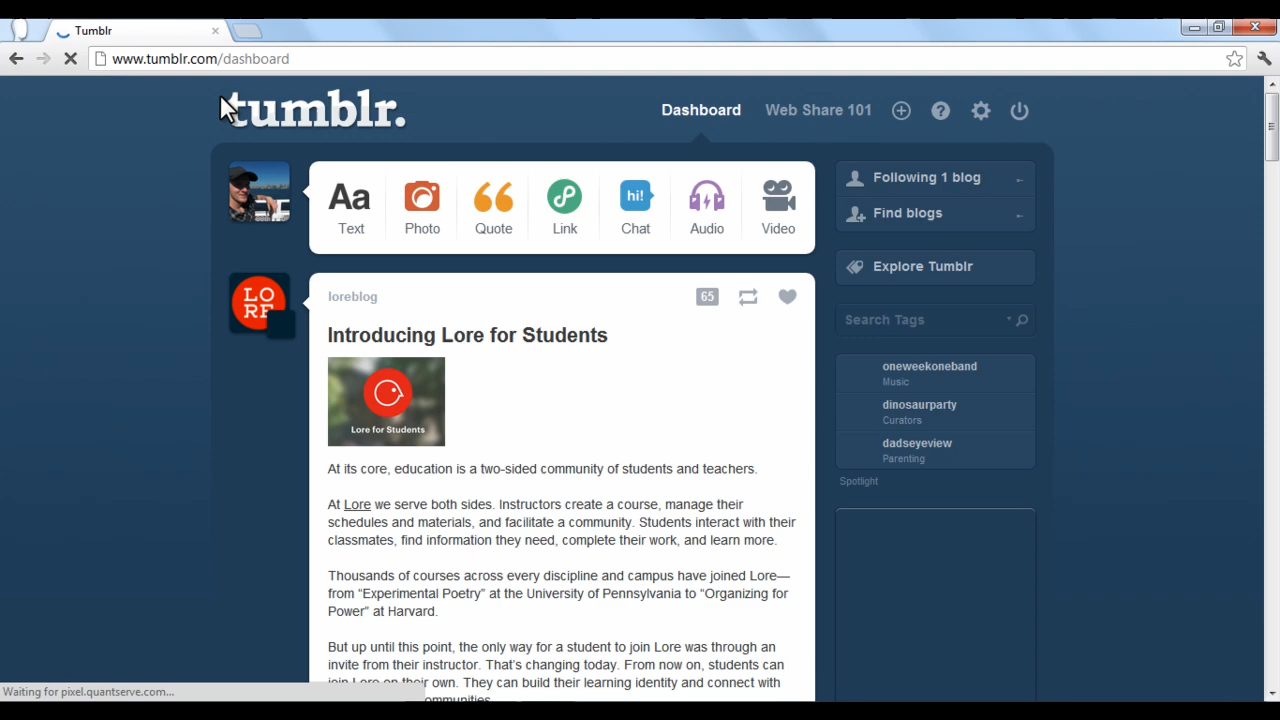 Tumblr
www.tumblr.com/dashboard
tumblr.
Dashboard
Web Share 101
Aa
hi!
Text
Photo
Quote
Link
Chat
Audio
Video
Following 1 blog
Find blogs
Explore Tumblr
Search Tags
oneweekoneband
Music
dinosaurparty
Curators
dadseyeview
Parenting
Spotlight
LO
RE
loreblog
65
Introducing Lore for Students
Lore for Students
At its core, education is a two-sided community of students and teachers.
At Lore we serve both sides. Instructors create a course, manage their
schedules and materials, and facilitate a community. Students interact with their
classmates, find information they need, complete their work, and learn more.
Thousands of courses across every discipline and campus have joined Lore—
from “Experimental Poetry” at the University of Pennsylvania to “Organizing for
Power” at Harvard.
But up until this point, the only way for a student to join Lore was through an
invite from their instructor. That’s changing today. From now on, students can
join Lore on their own. They can build their learning identity and connect with
communities.
Waiting for pixel.quantserve.com...